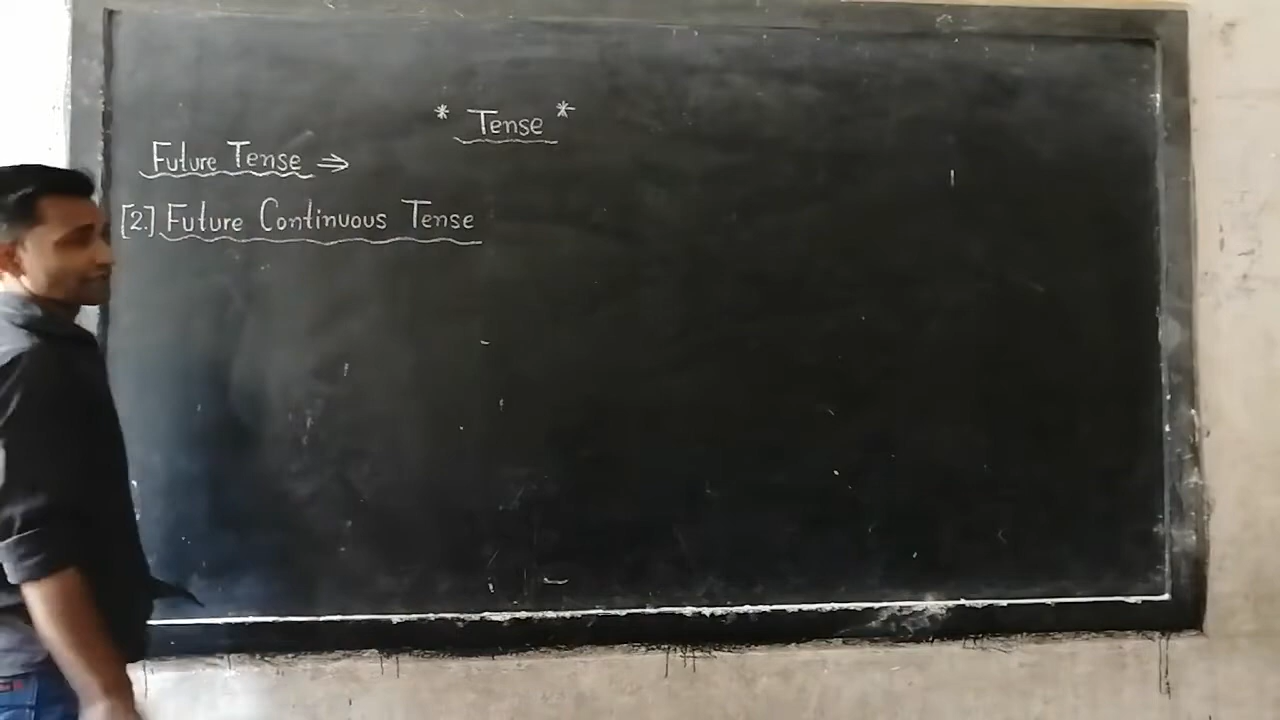 * Tense *
Future Tense ⇒
[2.] Future Continuous Tense